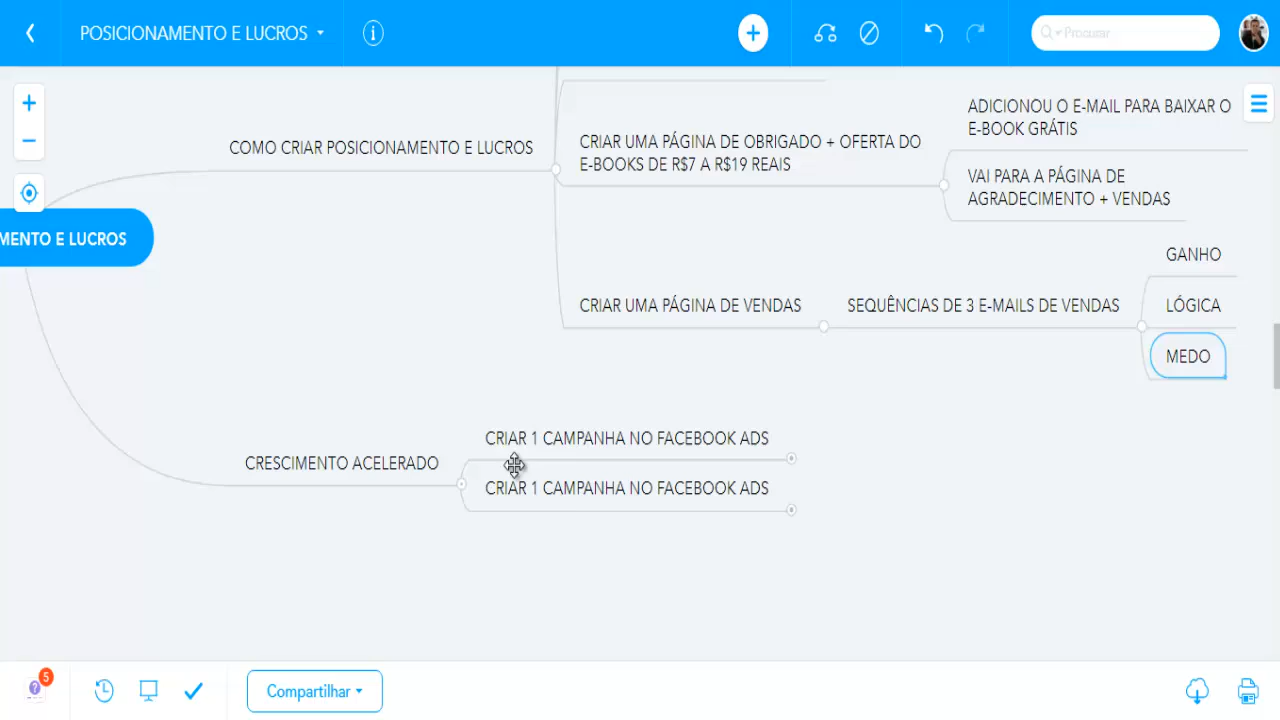 POSICIONAMENTO E LUCROS
Procurar
ADICIONOU O E-MAIL PARA BAIXAR O
E-BOOK GRÁTIS
COMO CRIAR POSICIONAMENTO E LUCROS
CRIAR UMA PÁGINA DE OBRIGADO + OFERTA DO
E-BOOKS DE R$7 A R$19 REAIS
VAI PARA A PÁGINA DE
AGRADECIMENTO + VENDAS
MENTO E LUCROS
GANHO
CRIAR UMA PÁGINA DE VENDAS
SEQUÊNCIAS DE 3 E-MAILS DE VENDAS
LÓGICA
MEDO
CRESCIMENTO ACELERADO
CRIAR 1 CAMPANHA NO FACEBOOK ADS
CRIAR 1 CAMPANHA NO FACEBOOK ADS
5
Compartilhar